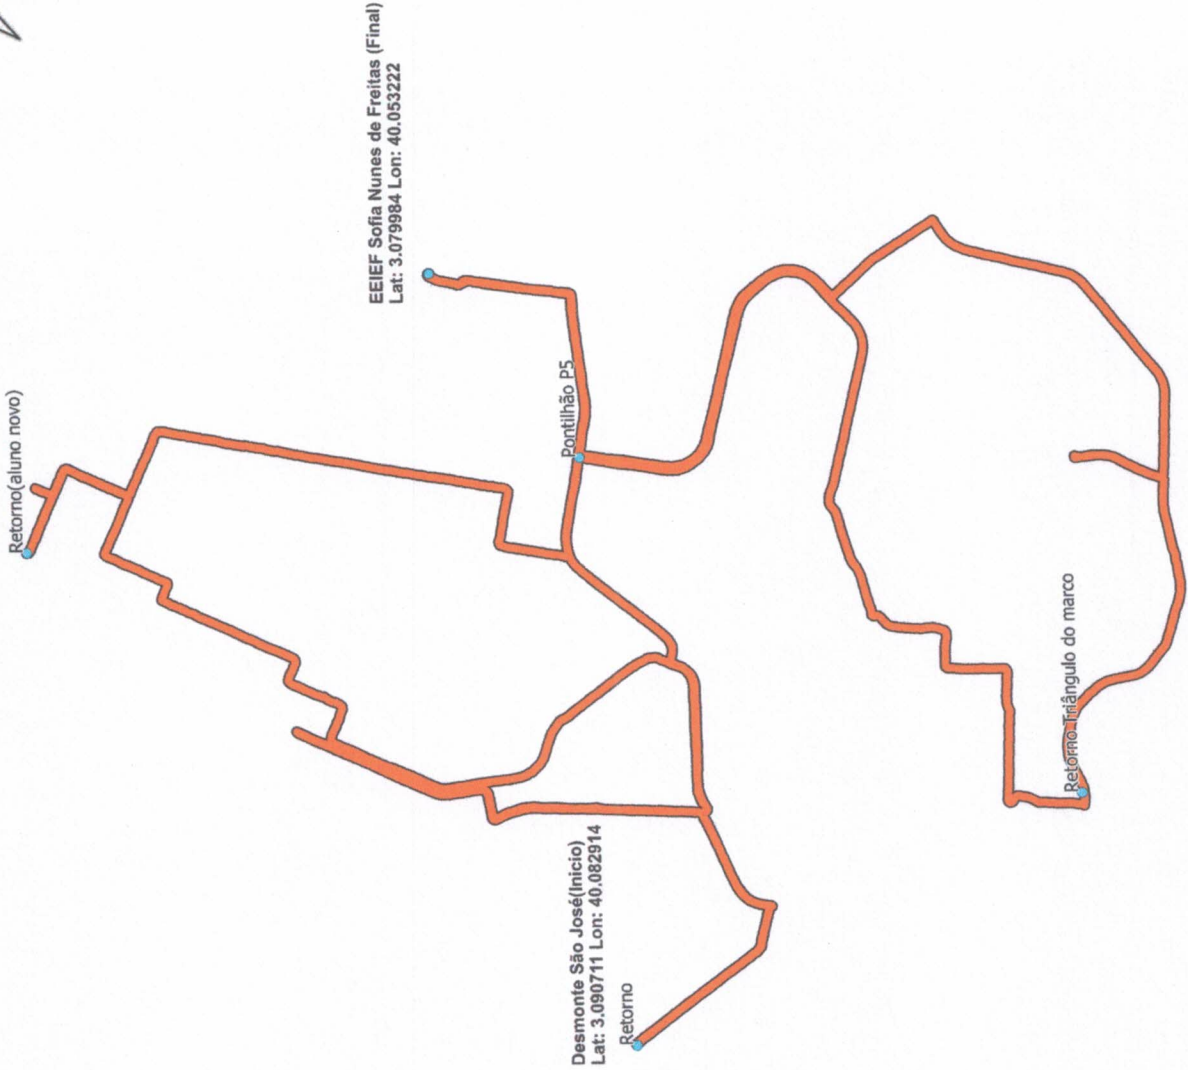 Retorno(aluno novo)
EEIEF Sofia Nunes de Freitas (Final)
Lat: 3.079984 Lon: 40.053222
Pontilhão P5
Desmonte São José(Inicio)
Lat: 3.090711 Lon: 40.082914
Retorno
Retorno Triângulo do marco